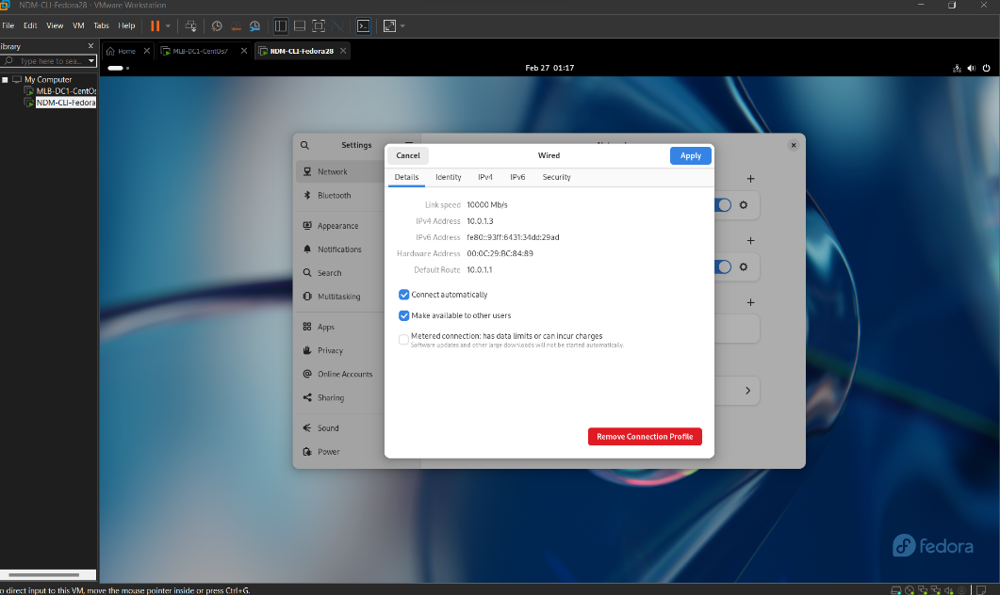 NDM-CLI-Fedora28 - VMware Workstation
File Edit View VM Tabs Help
ibrary
Type here to sea...
Home
MLB-DC1-CentOs7
NDM-CLI-Fedora28
My Computer
MLB-DC1-CentOs
NDM-CLI-Fedora
Feb 27 01:17
Settings
Network
Bluetooth
Appearance
Notifications
Search
Multitasking
Apps
Privacy
Online Accounts
Sharing
Sound
Power
Cancel
Wired
Apply
Details Identity IPv4 IPv6 Security
Link speed 10000 Mb/s
IPv4 Address 10.0.1.3
IPv6 Address fe80::93ff:6431:34dd:29ad
Hardware Address 00:0C:29:BC:84:89
Default Route 10.0.1.1
Connect automatically
Make available to other users
Metered connection: has data limits or can incur charges
Software updates and other large downloads will not be started automatically.
Remove Connection Profile
fedora
o direct input to this VM, move the mouse pointer inside or press Ctrl+G.